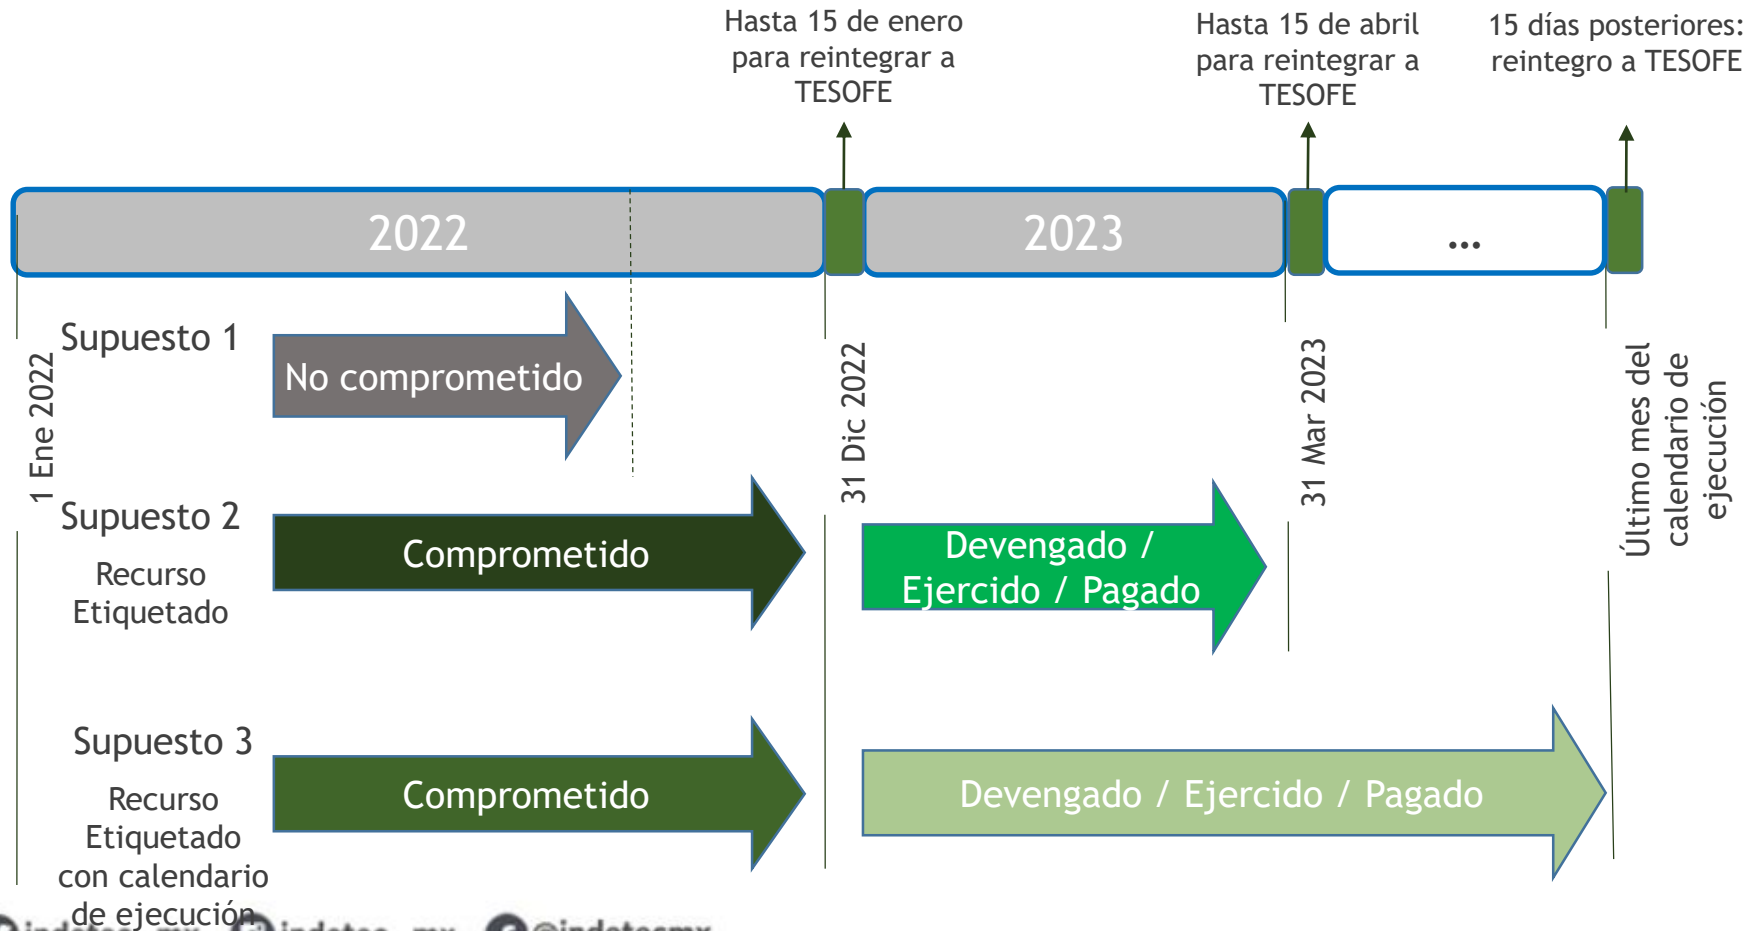 Hasta 15 de enero
para reintegrar a
TESOFE
Hasta 15 de abril
para reintegrar a
TESOFE
15 días posteriores:
reintegro a TESOFE
2022
2023
...
1 Ene 2022
31 Dic 2022
31 Mar 2023
Último mes del
calendario de
ejecución
Supuesto 1
No comprometido
Supuesto 2
Recurso
Etiquetado
Comprometido
Devengado /
Ejercido / Pagado
Supuesto 3
Recurso
Etiquetado
con calendario
de ejecución
Comprometido
Devengado / Ejercido / Pagado